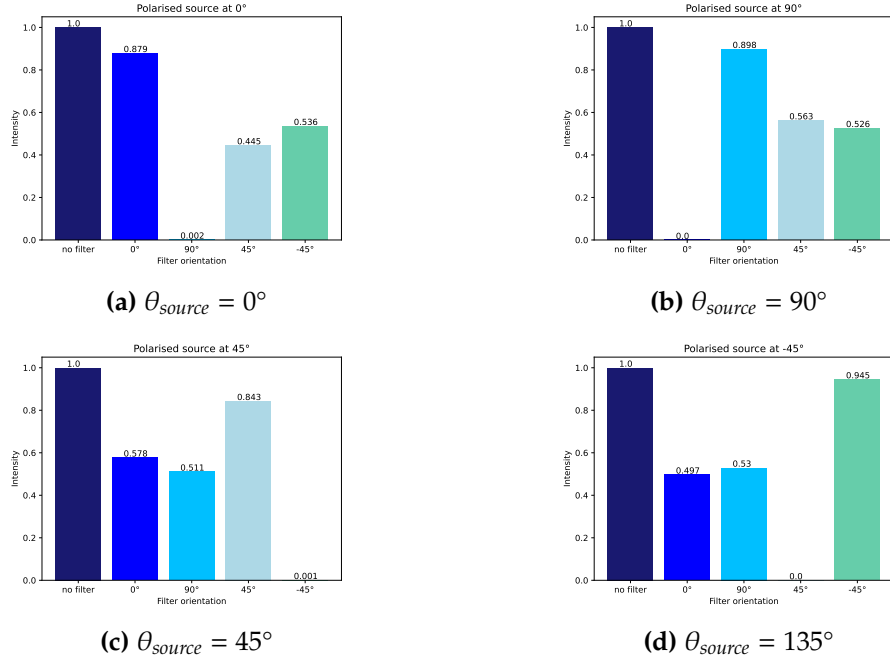 Polarised source at 0°
1.0
0.879
0.002
0.445
0.536
1.0
0.8
0.6
0.4
0.2
0.0
Intensity
no filter 0° 90° 45° -45°
Filter orientation
(a) θsource = 0°
Polarised source at 90°
1.0
0.0
0.898
0.563
0.526
1.0
0.8
0.6
0.4
0.2
0.0
Intensity
no filter 0° 90° 45° -45°
Filter orientation
(b) θsource = 90°
Polarised source at 45°
1.0
0.578
0.511
0.843
0.001
1.0
0.8
0.6
0.4
0.2
0.0
Intensity
no filter 0° 90° 45° -45°
Filter orientation
(c) θsource = 45°
Polarised source at -45°
1.0
0.497
0.53
0.0
0.945
1.0
0.8
0.6
0.4
0.2
0.0
Intensity
no filter 0° 90° 45° -45°
Filter orientation
(d) θsource = 135°